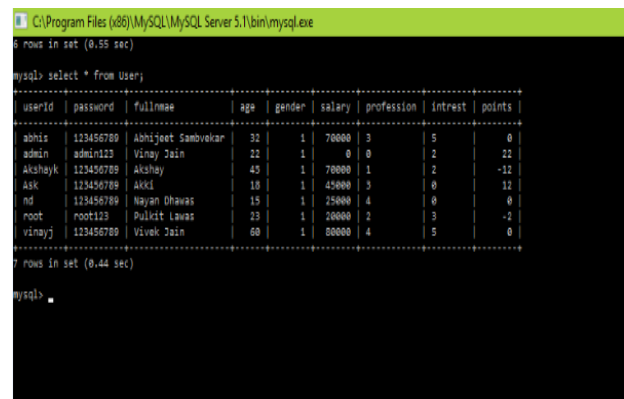 C:\Program Files (x86)\MySQL\MySQL Server 5.1\bin\mysql.exe
6 rows in set (0.55 sec)
mysql> select * from User;
| userId | password | fullnmae | age | gender | salary | profession | intrest | points |
| abhis | 123456789 | Abhijeet Sambvekar | 32 | 1 | 70000 | 3 | 5 | 0 |
| admin | admin123 | Vinay Jain | 22 | 1 | 0 | 0 | 2 | 22 |
| Akshayk | 123456789 | Akshay | 45 | 1 | 70000 | 1 | 2 | -12 |
| Ask | 123456789 | Akki | 18 | 1 | 45000 | 3 | 0 | 12 |
| nd | 123456789 | Nayan Dhawas | 15 | 1 | 25000 | 4 | 0 | 0 |
| root | root123 | Pulkit Lawas | 23 | 1 | 20000 | 2 | 3 | -2 |
| vinayj | 123456789 | Vivek Jain | 60 | 1 | 80000 | 4 | 5 | 0 |
7 rows in set (0.44 sec)
mysql> _